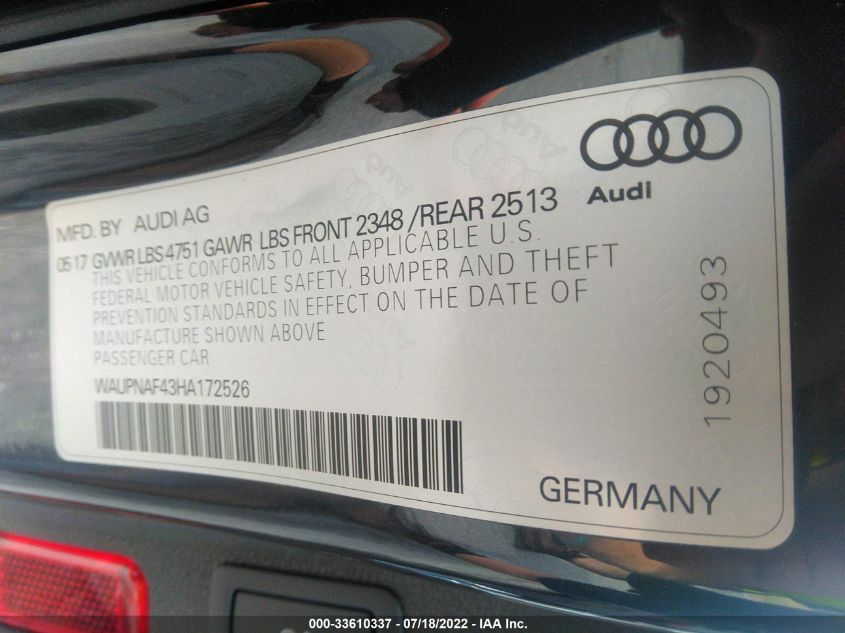 Audi
MFD. BY AUDI AG
0517 GVWR LBS 4751 GAWR LBS FRONT 2348 /REAR 2513
THIS VEHICLE CONFORMS TO ALL APPLICABLE U.S.
FEDERAL MOTOR VEHICLE SAFETY, BUMPER AND THEFT
PREVENTION STANDARDS IN EFFECT ON THE DATE OF
MANUFACTURE SHOWN ABOVE
PASSENGER CAR
WAUPNAF43HA172526
1920493
GERMANY
000-33610337 - 07/18/2022 - IAA Inc.